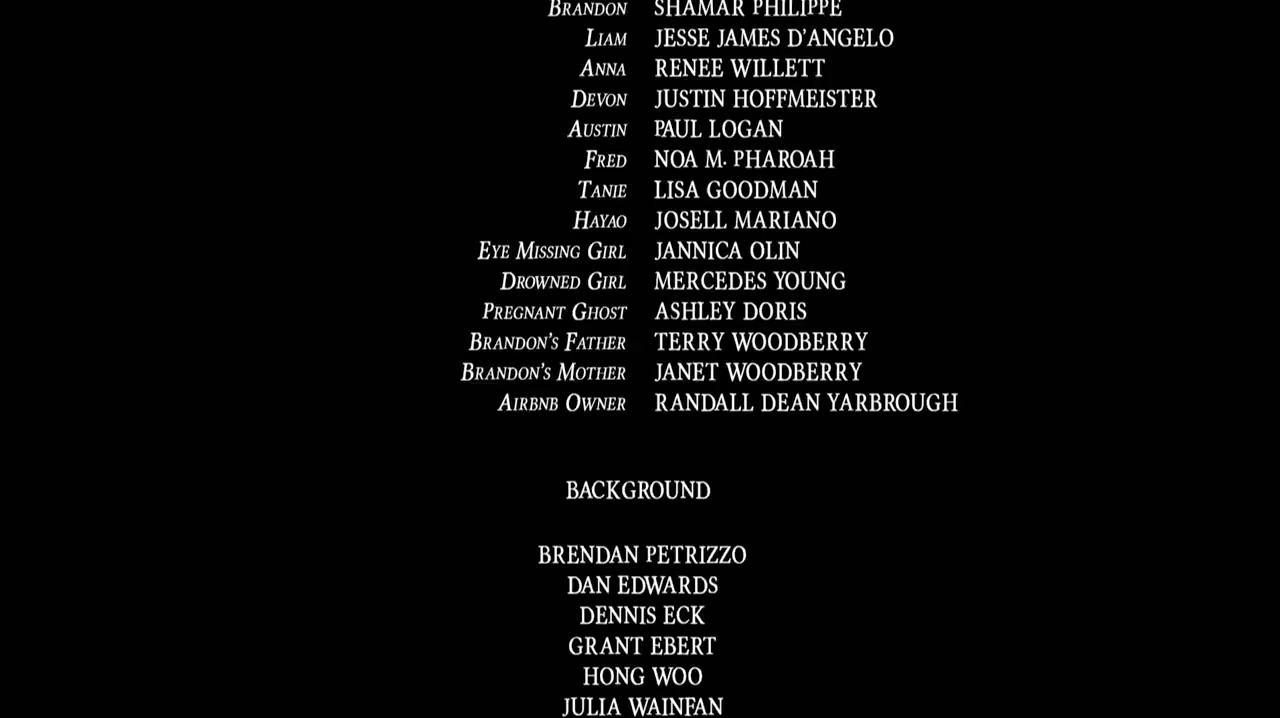 BRANDON SHAMAR PHILIPPE
LIAM JESSE JAMES D'ANGELO
ANNA RENEE WILLETT
DEVON JUSTIN HOFFMEISTER
AUSTIN PAUL LOGAN
FRED NOA M. PHAROAH
TANIE LISA GOODMAN
HAYAO JOSELL MARIANO
EYE MISSING GIRL JANNICA OLIN
DROWNED GIRL MERCEDES YOUNG
PREGNANT GHOST ASHLEY DORIS
BRANDON'S FATHER TERRY WOODBERRY
BRANDON'S MOTHER JANET WOODBERRY
AIRBNB OWNER RANDALL DEAN YARBROUGH
BACKGROUND
BRENDAN PETRIZZO
DAN EDWARDS
DENNIS ECK
GRANT EBERT
HONG WOO
JULIA WAINFAN